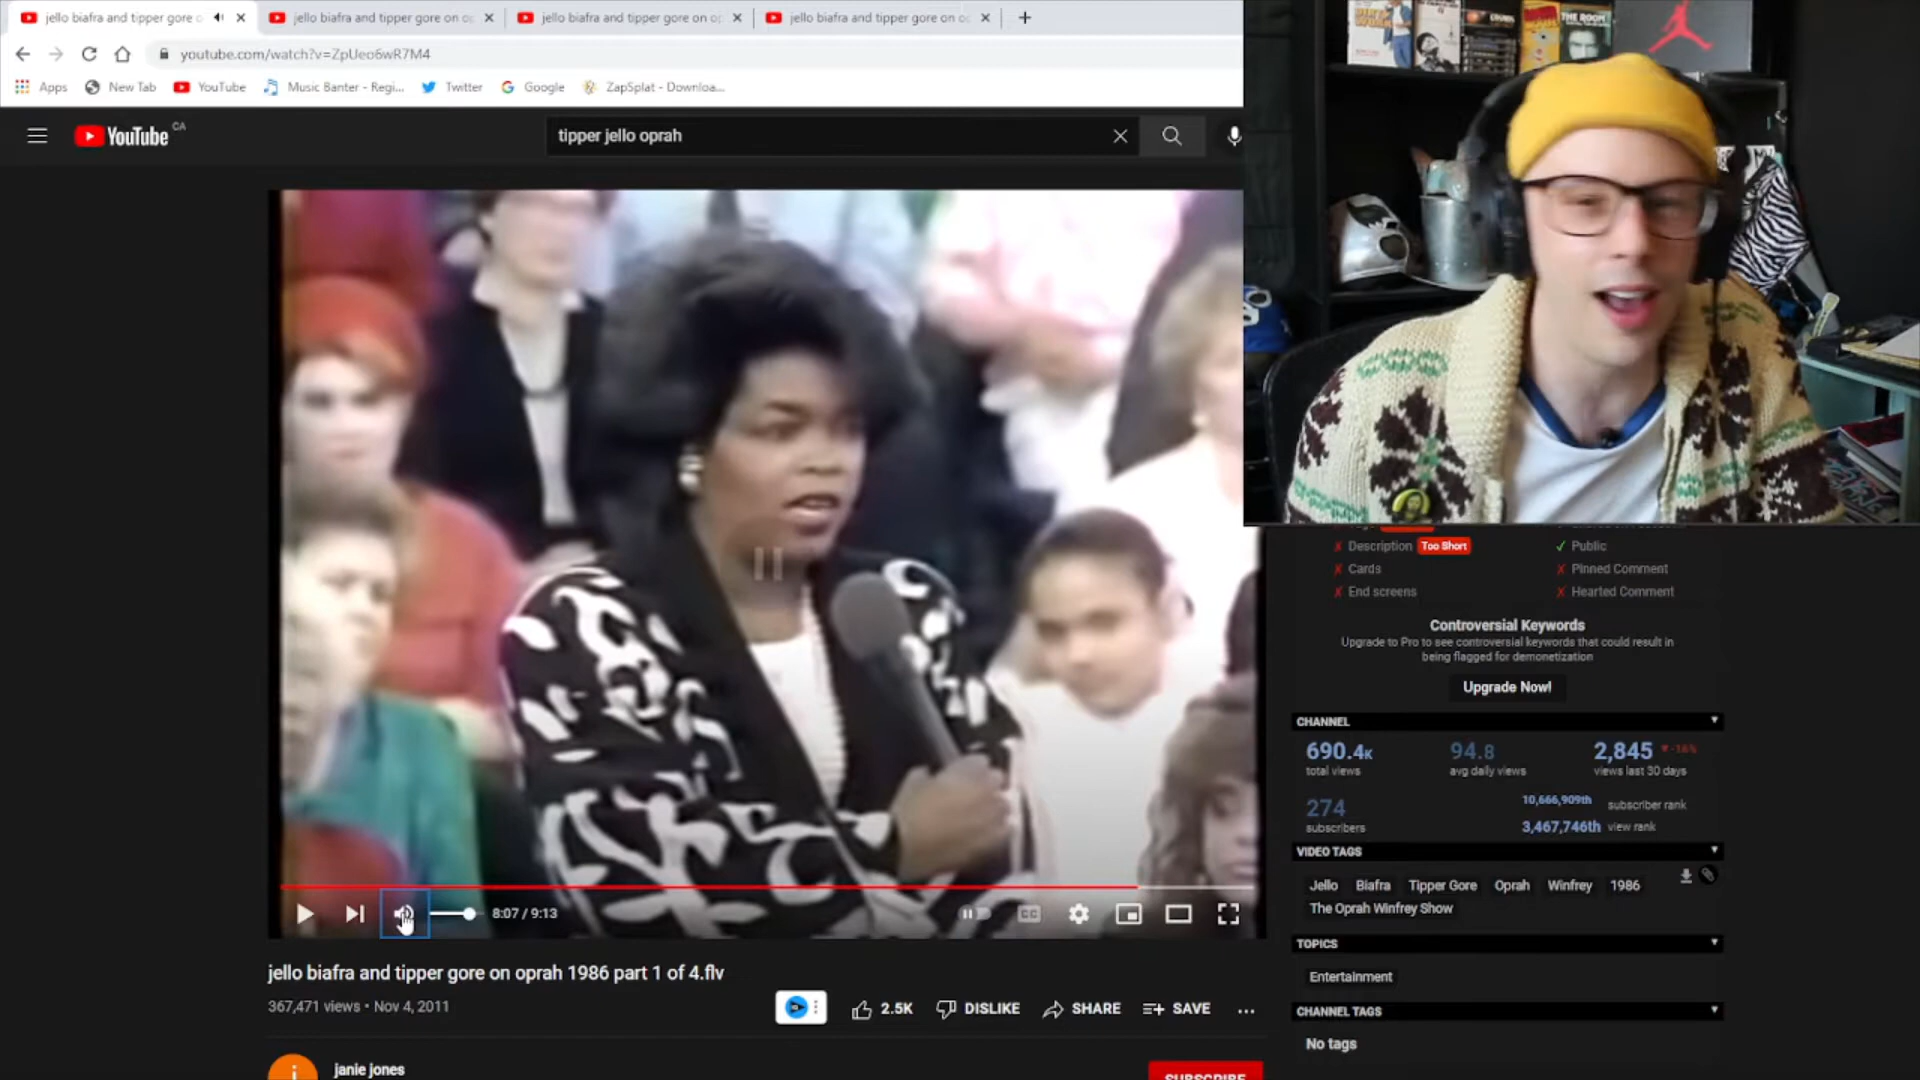 jello biafra and tipper gore o
jello biafra and tipper gore on o
jello biafra and tipper gore on o
jello biafra and tipper gore on o
youtube.com/watch?v=ZpUeo6wR7M4
Apps
New Tab
YouTube
Music Banter - Regi...
Twitter
Google
ZapSplat - Downloa...
YouTube CA
tipper jello oprah
THE ROOM
Description Too Short
Public
Cards
Pinned Comment
End screens
Hearted Comment
Controversial Keywords
Upgrade to Pro to see controversial keywords that could result in
being flagged for demonetization
Upgrade Now!
CHANNEL
690.4K
total views
94.8
avg daily views
2,845 -16%
views last 30 days
274
subscribers
10,666,909th subscriber rank
3,467,746th view rank
VIDEO TAGS
Jello Biafra Tipper Gore Oprah Winfrey 1986
The Oprah Winfrey Show
TOPICS
Entertainment
CHANNEL TAGS
No tags
8:07 / 9:13
CC
jello biafra and tipper gore on oprah 1986 part 1 of 4.flv
367,471 views • Nov 4, 2011
2.5K
DISLIKE
SHARE
SAVE
janie jones
SUBSCRIBE